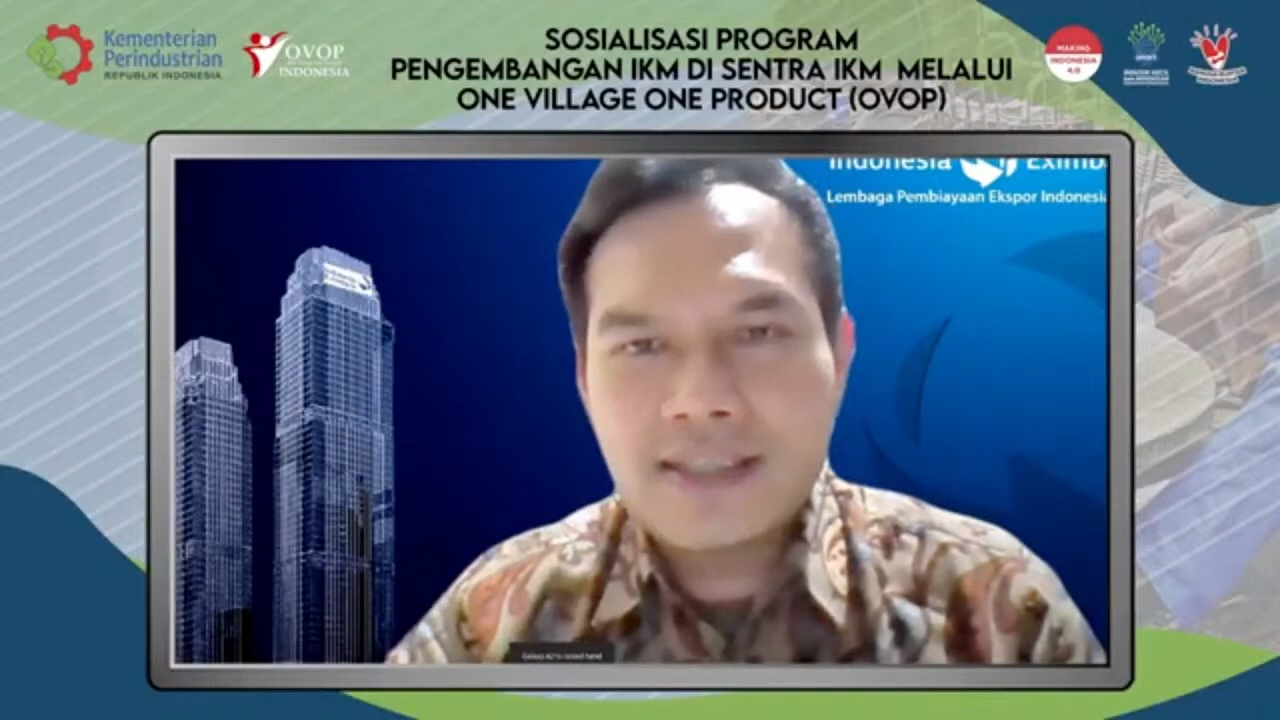 Kementerian
Perindustrian
REPUBLIK INDONESIA
OVOP
INDONESIA
SOSIALISASI PROGRAM
PENGEMBANGAN IKM DI SENTRA IKM MELALUI
ONE VILLAGE ONE PRODUCT (OVOP)
MAKING
INDONESIA
4.0
Indonesia Eximb
Lembaga Pembiayaan Ekspor Indonesia